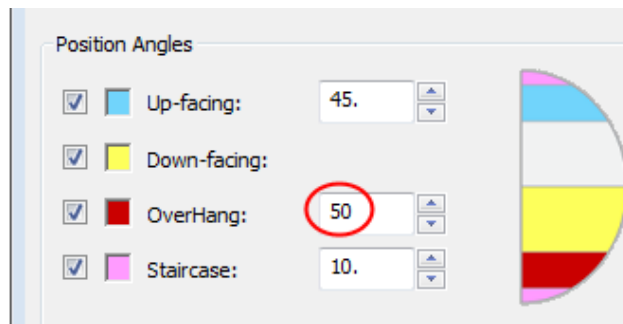 Position Angles
Up-facing: 45.
Down-facing:
OverHang: 50
Staircase: 10.